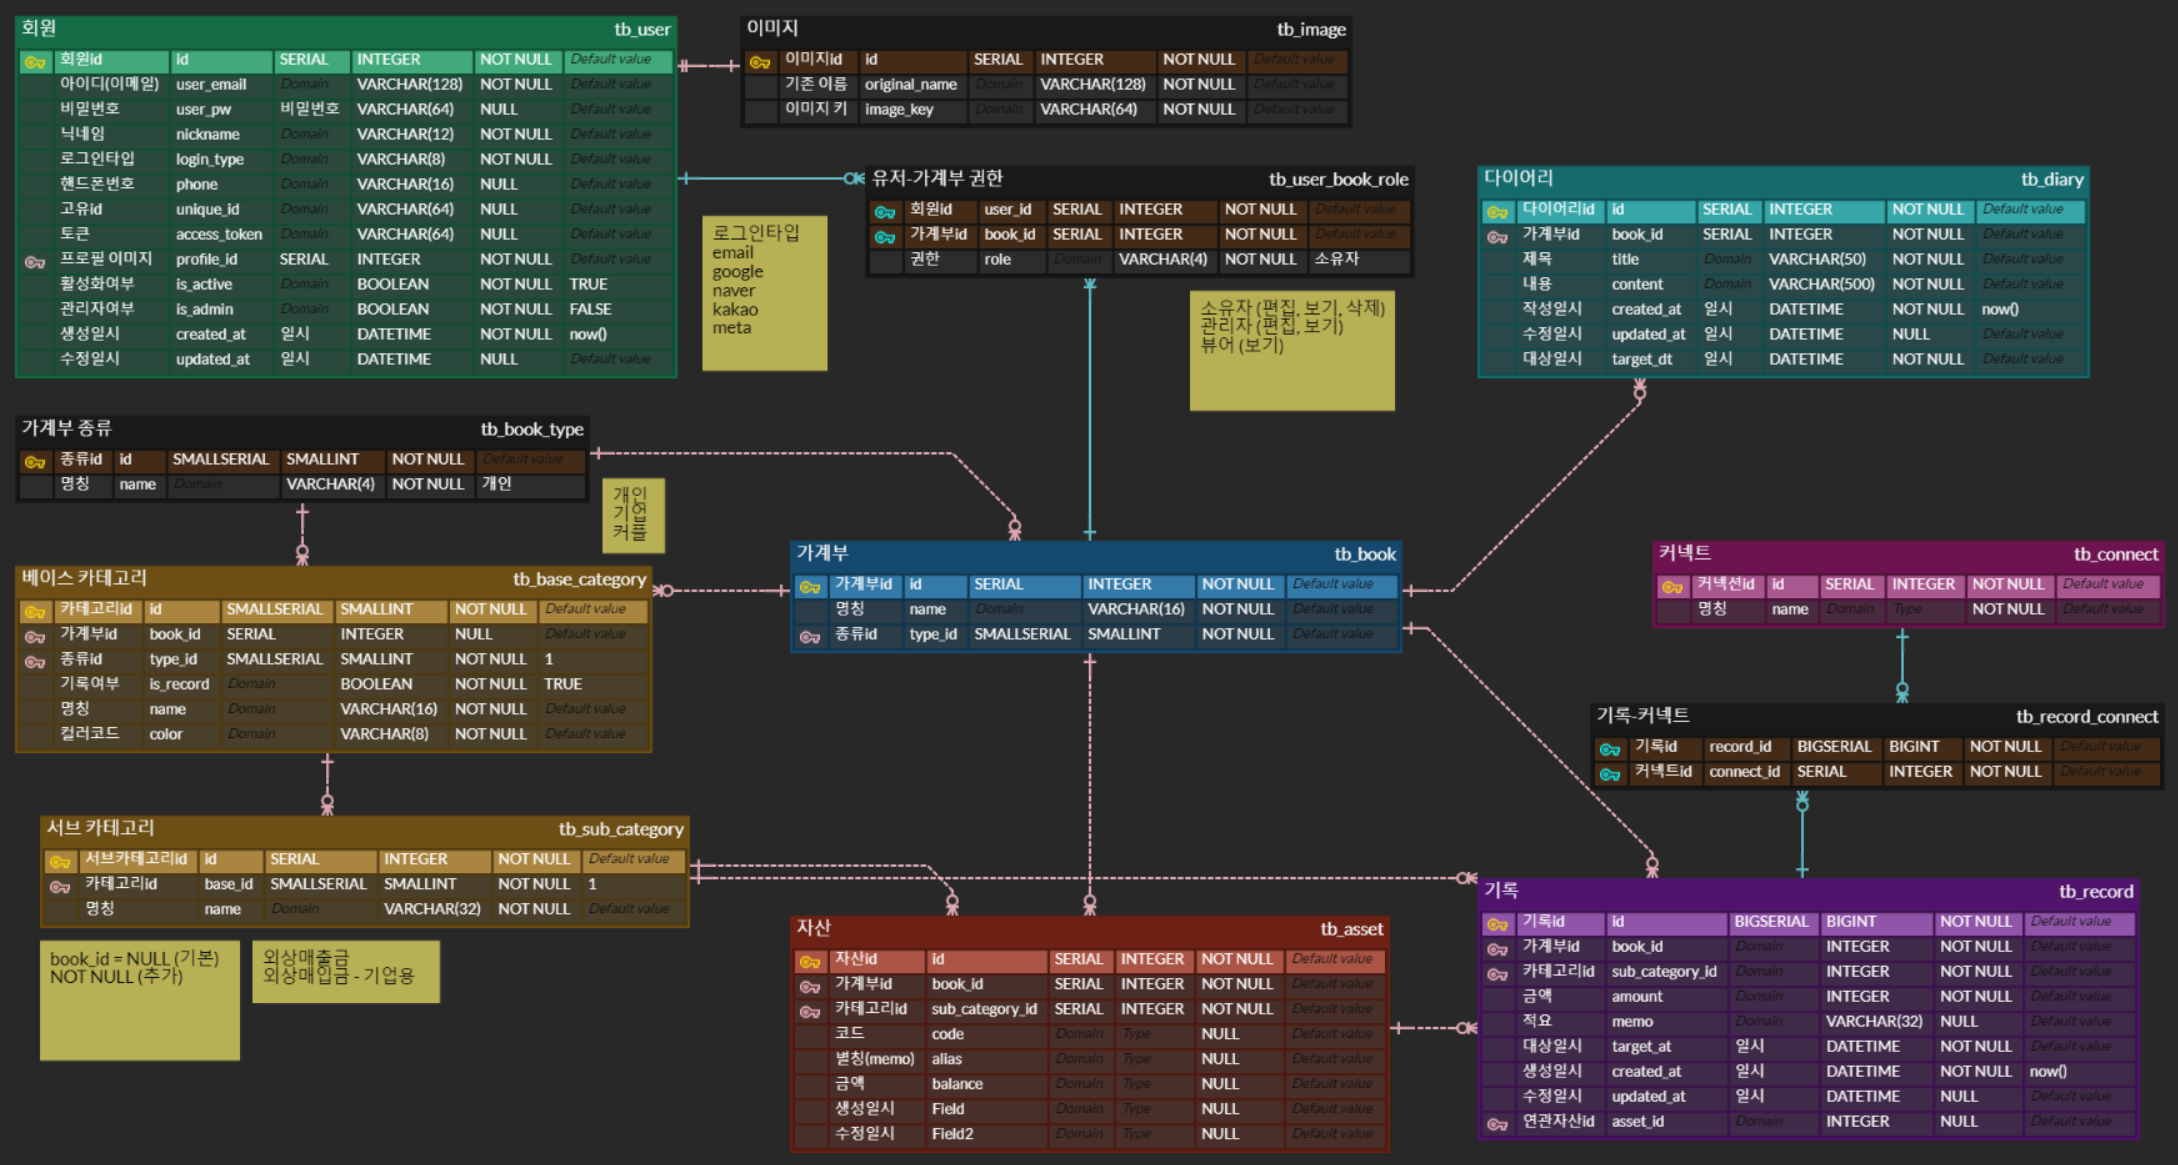 회원 tb_user
회원id id SERIAL INTEGER NOT NULL Default value
아이디(이메일) user_email Domain VARCHAR(128) NOT NULL Default value
비밀번호 user_pw 비밀번호 VARCHAR(64) NULL Default value
닉네임 nickname Domain VARCHAR(12) NOT NULL Default value
로그인타입 login_type Domain VARCHAR(8) NOT NULL Default value
핸드폰번호 phone Domain VARCHAR(16) NULL Default value
고유id unique_id Domain VARCHAR(64) NULL Default value
토큰 access_token Domain VARCHAR(64) NULL Default value
프로필 이미지 profile_id SERIAL INTEGER NOT NULL Default value
활성화여부 is_active Domain BOOLEAN NOT NULL TRUE
관리자여부 is_admin Domain BOOLEAN NOT NULL FALSE
생성일시 created_at 일시 DATETIME NOT NULL now()
수정일시 updated_at 일시 DATETIME NULL Default value
이미지 tb_image
이미지id id SERIAL INTEGER NOT NULL Default value
기존 이름 original_name Domain VARCHAR(128) NOT NULL Default value
이미지 키 image_key Domain VARCHAR(64) NOT NULL Default value
유저-가계부 권한 tb_user_book_role
회원id user_id SERIAL INTEGER NOT NULL Default value
가계부id book_id SERIAL INTEGER NOT NULL Default value
권한 role Domain VARCHAR(4) NOT NULL 소유자
로그인타입
email
google
naver
kakao
meta
소유자 (편집, 보기, 삭제)
관리자 (편집, 보기)
뷰어 (보기)
다이어리 tb_diary
다이어리id id SERIAL INTEGER NOT NULL Default value
가계부id book_id SERIAL INTEGER NOT NULL Default value
제목 title Domain VARCHAR(50) NOT NULL Default value
내용 content Domain VARCHAR(500) NOT NULL Default value
작성일시 created_at 일시 DATETIME NOT NULL now()
수정일시 updated_at 일시 DATETIME NULL Default value
대상일시 target_dt 일시 DATETIME NOT NULL Default value
가계부 종류 tb_book_type
종류id id SMALLSERIAL SMALLINT NOT NULL Default value
명칭 name Domain VARCHAR(4) NOT NULL 개인
개인
기업
커플
베이스 카테고리 tb_base_category
카테고리id id SMALLSERIAL SMALLINT NOT NULL Default value
가계부id book_id SERIAL INTEGER NULL Default value
종류id type_id SMALLSERIAL SMALLINT NOT NULL 1
기록여부 is_record Domain BOOLEAN NOT NULL TRUE
명칭 name Domain VARCHAR(16) NOT NULL Default value
컬러코드 color Domain VARCHAR(8) NOT NULL Default value
가계부 tb_book
가계부id id SERIAL INTEGER NOT NULL Default value
명칭 name Domain VARCHAR(16) NOT NULL Default value
종류id type_id SMALLSERIAL SMALLINT NOT NULL Default value
커넥트 tb_connect
커넥션id id SERIAL INTEGER NOT NULL Default value
명칭 name Domain Type NOT NULL Default value
기록-커넥트 tb_record_connect
기록id record_id BIGSERIAL BIGINT NOT NULL Default value
커넥트id connect_id SERIAL INTEGER NOT NULL Default value
서브 카테고리 tb_sub_category
서브카테고리id id SERIAL INTEGER NOT NULL Default value
카테고리id base_id SMALLSERIAL SMALLINT NOT NULL 1
명칭 name Domain VARCHAR(32) NOT NULL Default value
book_id = NULL (기본)
NOT NULL (추가)
외상매출금
외상매입금 - 기업용
자산 tb_asset
자산id id SERIAL INTEGER NOT NULL Default value
가계부id book_id SERIAL INTEGER NOT NULL Default value
카테고리id sub_category_id SERIAL INTEGER NOT NULL Default value
코드 code Domain Type NULL Default value
별칭(memo) alias Domain Type NULL Default value
금액 balance Domain Type NULL Default value
생성일시 Field Domain Type NULL Default value
수정일시 Field2 Domain Type NULL Default value
기록 tb_record
기록id id BIGSERIAL BIGINT NOT NULL Default value
가계부id book_id Domain INTEGER NOT NULL Default value
카테고리id sub_category_id Domain INTEGER NOT NULL Default value
금액 amount Domain INTEGER NOT NULL Default value
적요 memo Domain VARCHAR(32) NULL Default value
대상일시 target_at 일시 DATETIME NOT NULL Default value
생성일시 created_at 일시 DATETIME NOT NULL now()
수정일시 updated_at 일시 DATETIME NULL Default value
연관자산id asset_id Domain INTEGER NULL Default value